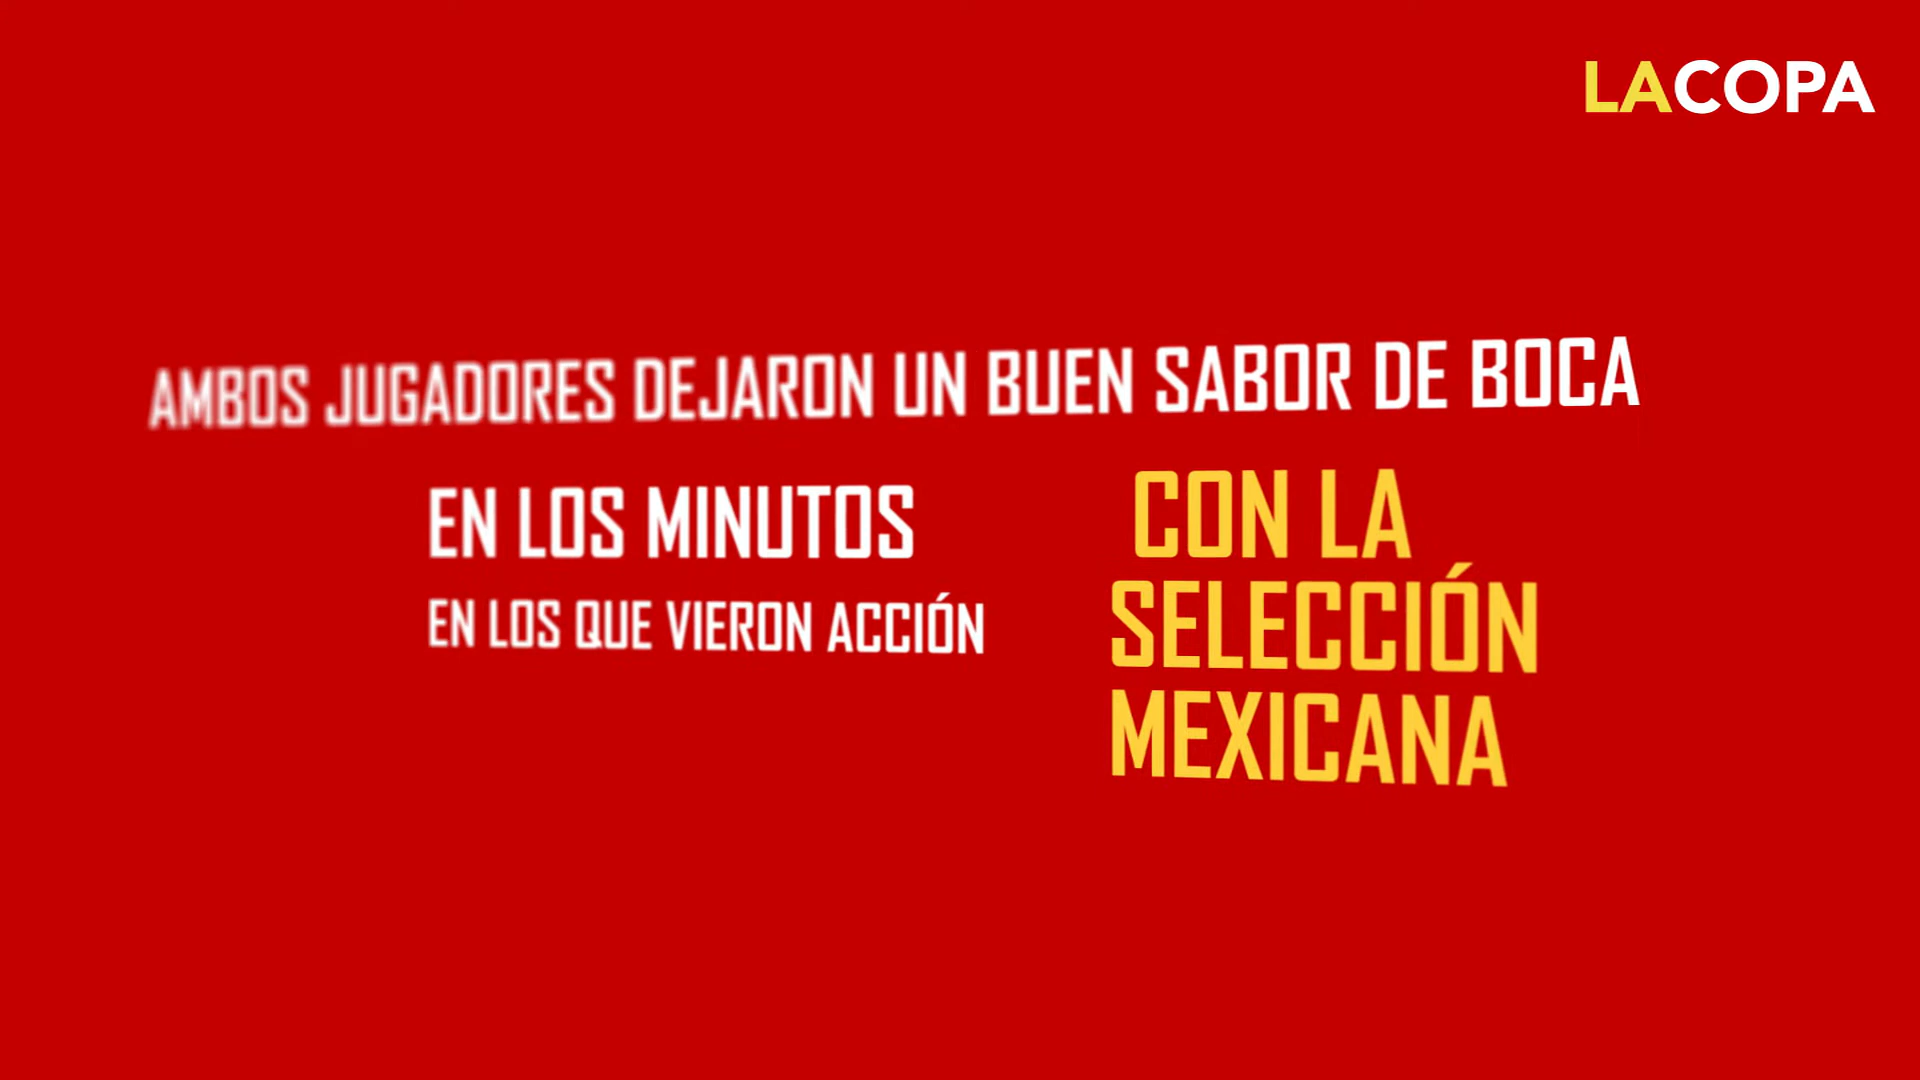 LACOPA
AMBOS JUGADORES DEJARON UN BUEN SABOR DE BOCA
EN LOS MINUTOS
EN LOS QUE VIERON ACCIÓN
CON LA
SELECCIÓN
MEXICANA